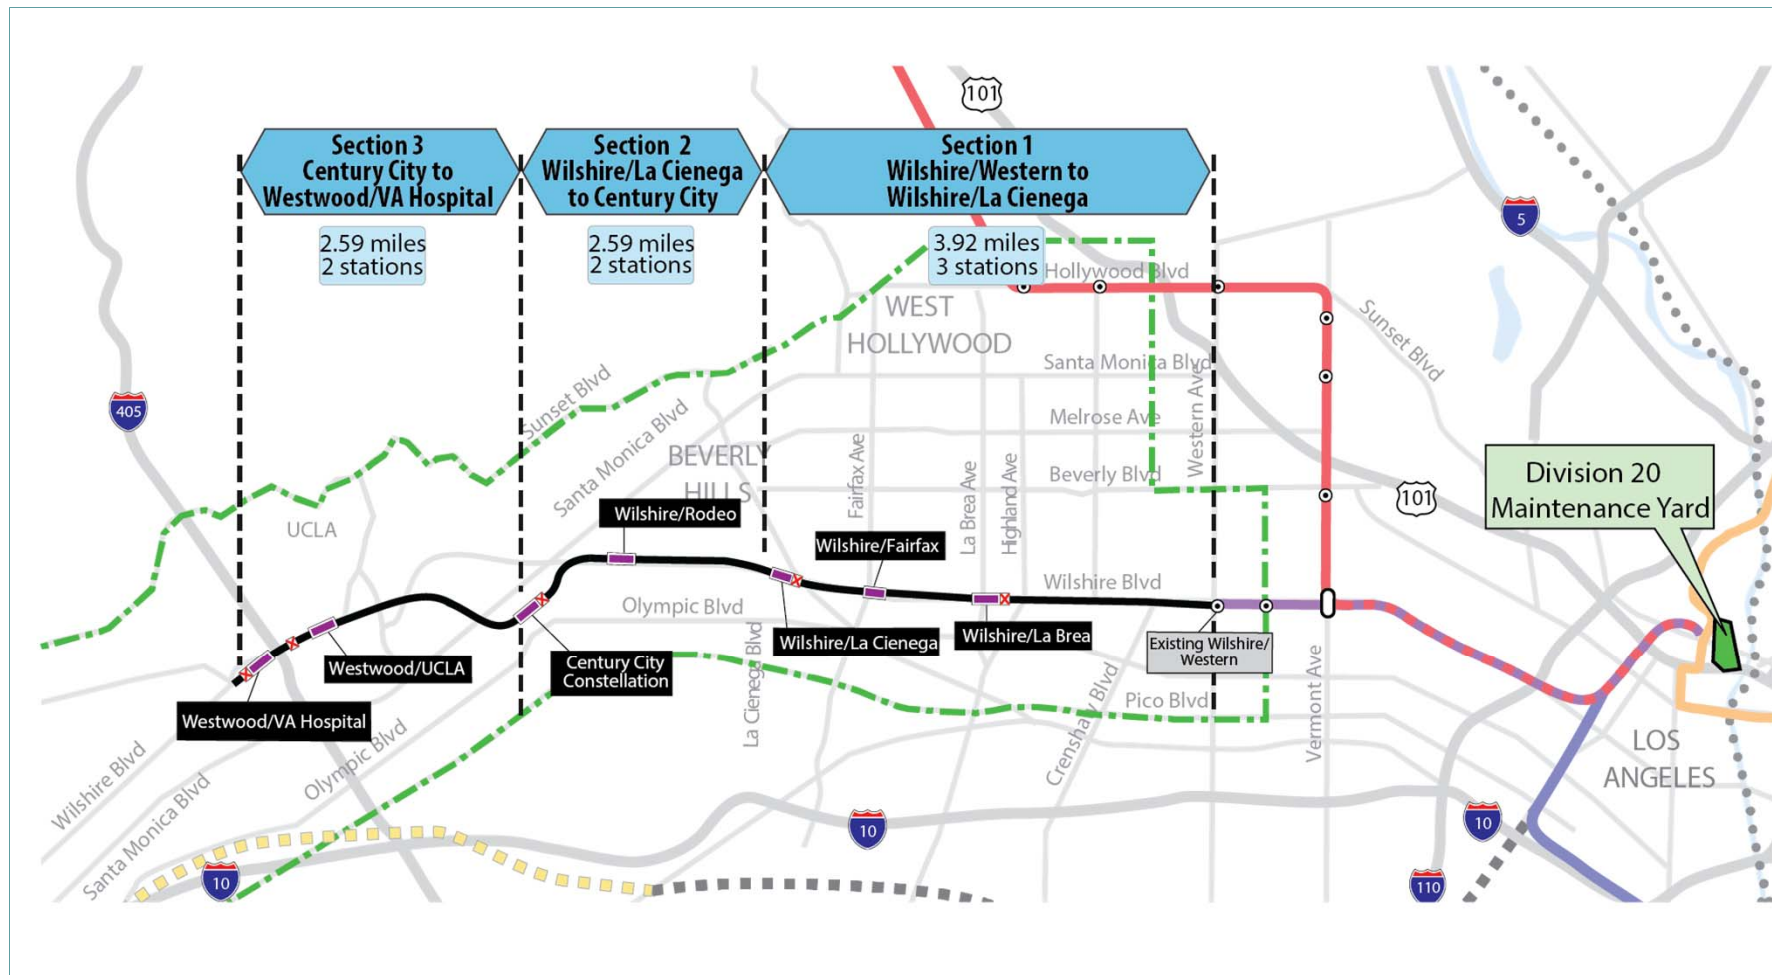 101
Section 3
Century City to
Westwood/VA Hospital
Section 2
Wilshire/La Cienega
to Century City
Section 1
Wilshire/Western to
Wilshire/La Cienega
5
2.59 miles
2 stations
2.59 miles
2 stations
3.92 miles
3 stations
Hollywood Blvd
WEST
HOLLYWOOD
Sunset Blvd
Santa Monica Blvd
Western Ave
Sunset Blvd
405
Santa Monica Blvd
Melrose Ave
BEVERLY
HILLS
Fairfax Ave
La Brea Ave
Highland Ave
Beverly Blvd
101
Division 20
Maintenance Yard
UCLA
Wilshire/Rodeo
Wilshire/Fairfax
Wilshire Blvd
Olympic Blvd
Wilshire/La Cienega
Wilshire/La Brea
Existing Wilshire/
Western
Westwood/UCLA
Century City
Constellation
La Cienega Blvd
Crenshaw Blvd
Pico Blvd
Vermont Ave
Westwood/VA Hospital
LOS
ANGELES
Wilshire Blvd
Santa Monica Blvd
Olympic Blvd
10
10
10
110